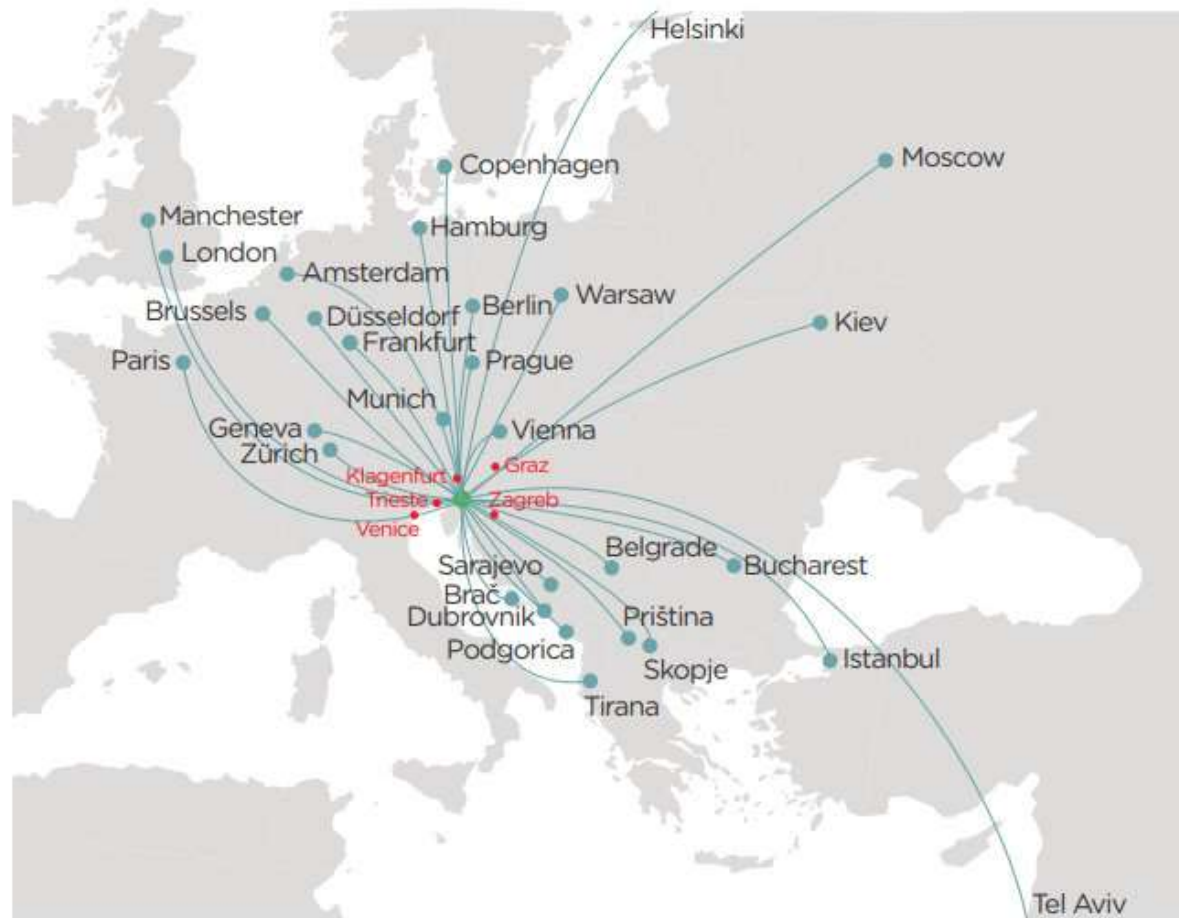 Helsinki
Copenhagen
Moscow
Manchester
Hamburg
London
Amsterdam
Warsaw
Berlin
Brussels
Düsseldorf
Kiev
Frankfurt
Paris
Prague
Munich
Geneva
Vienna
Zürich
Graz
Klagenfurt
Trieste
Zagreb
Venice
Belgrade
Sarajevo
Bucharest
Brač
Dubrovnik
Priština
Podgorica
Skopje
Istanbul
Tirana
Tel Aviv